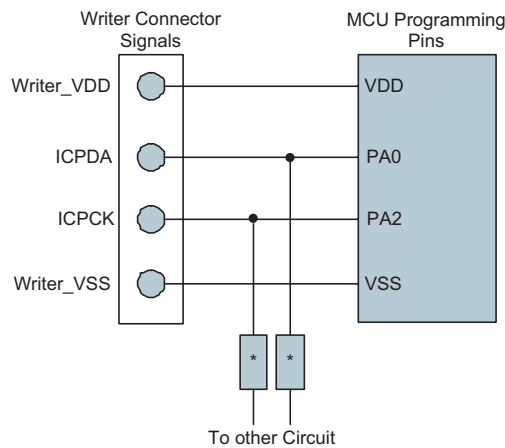 Writer Connector
Signals
MCU Programming
Pins
Writer_VDD
VDD
ICPDA
PA0
ICPCK
PA2
Writer_VSS
VSS
* *
To other Circuit